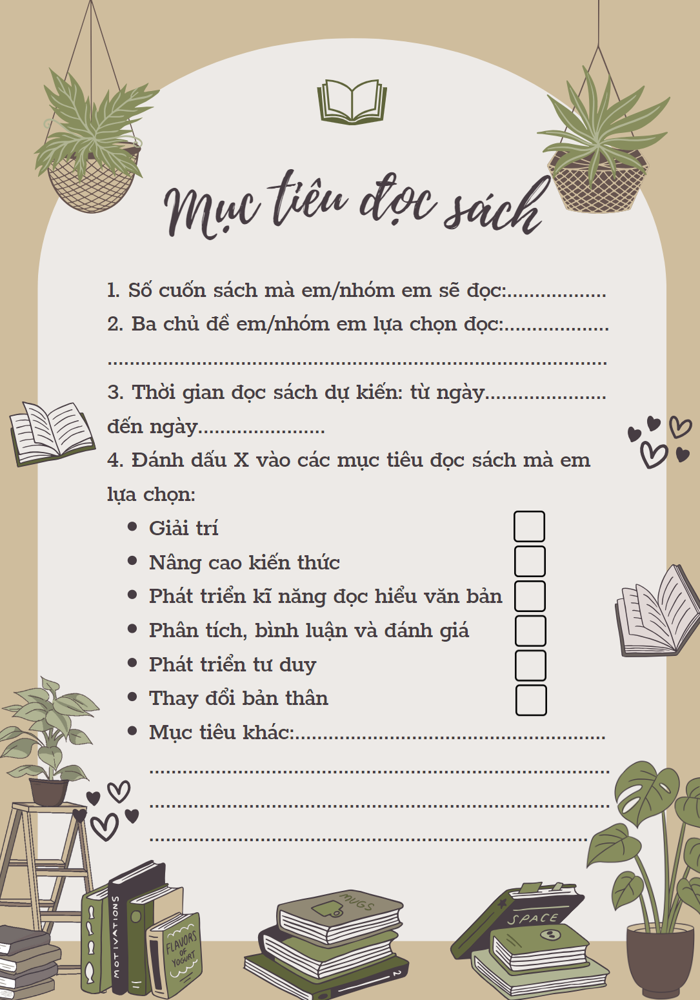 Mục tiêu đọc sách
1. Số cuốn sách mà em/nhóm em sẽ đọc:..................
2. Ba chủ đề em/nhóm em lựa chọn đọc:...................
..........................................................................................
3. Thời gian đọc sách dự kiến: từ ngày......................
đến ngày.......................
4. Đánh dấu X vào các mục tiêu đọc sách mà em
lựa chọn:
• Giải trí
• Nâng cao kiến thức
• Phát triển kĩ năng đọc hiểu văn bản
• Phân tích, bình luận và đánh giá
• Phát triển tư duy
• Thay đổi bản thân
• Mục tiêu khác:........................................................
...................................................................................
...................................................................................
...............................................................................
MOTIVATIONS
FLAVORS
OF
YOGURT
MUGS
2
SPACE